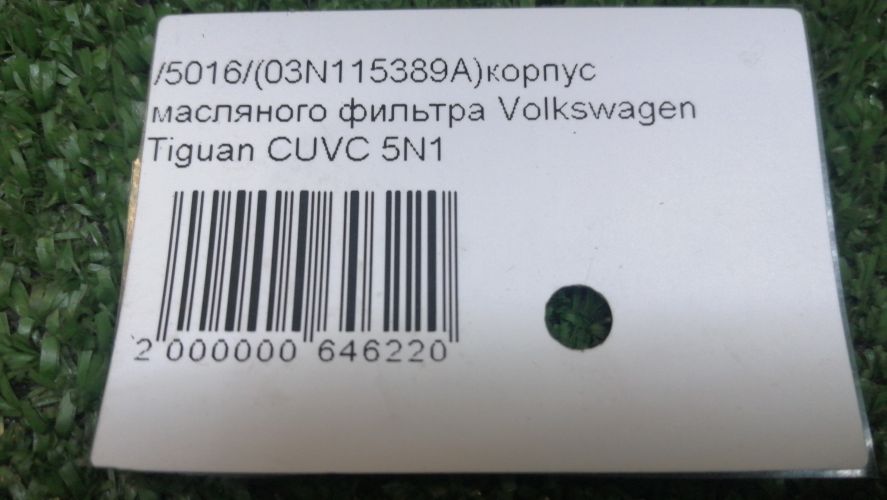 /5016/(03N115389A)корпус
масляного фильтра Volkswagen
Tiguan CUVC 5N1
2 000000 646220